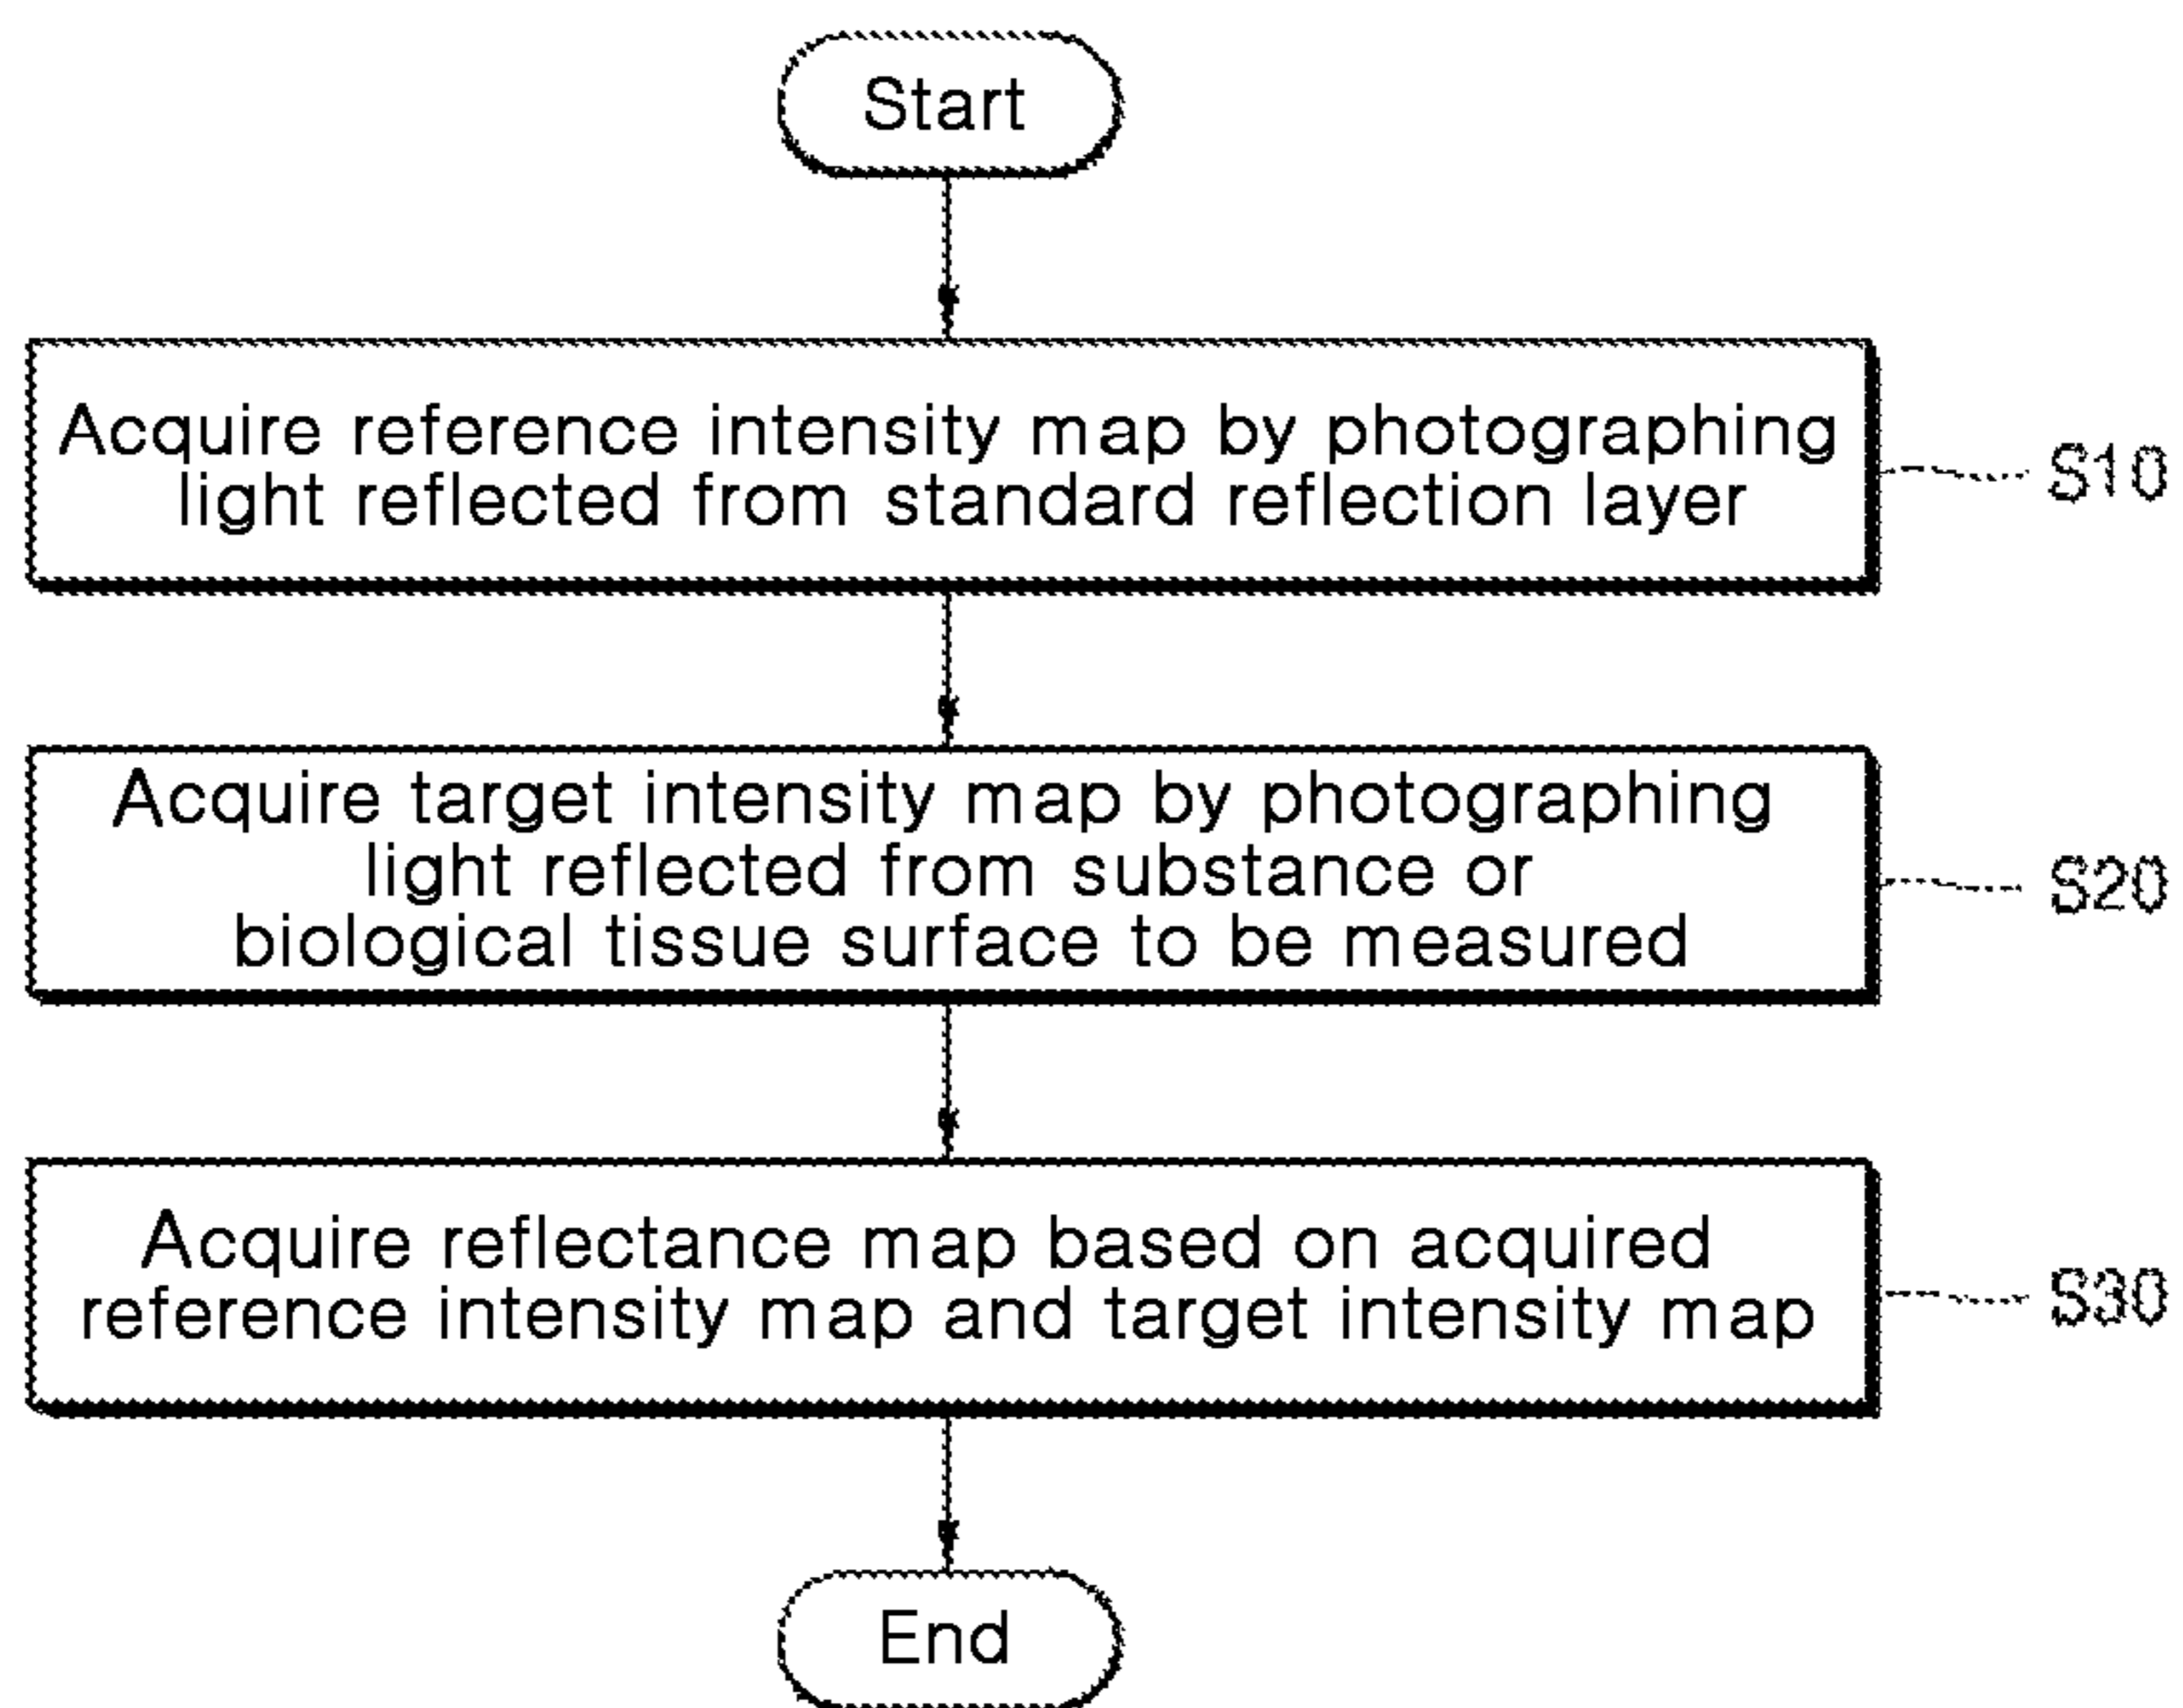 Start
Acquire reference intensity map by photographing
light reflected from standard reflection layer
S10
Acquire target intensity map by photographing
light reflected from substance or
biological tissue surface to be measured
S20
Acquire reflectance map based on acquired
reference intensity map and target intensity map
S30
End